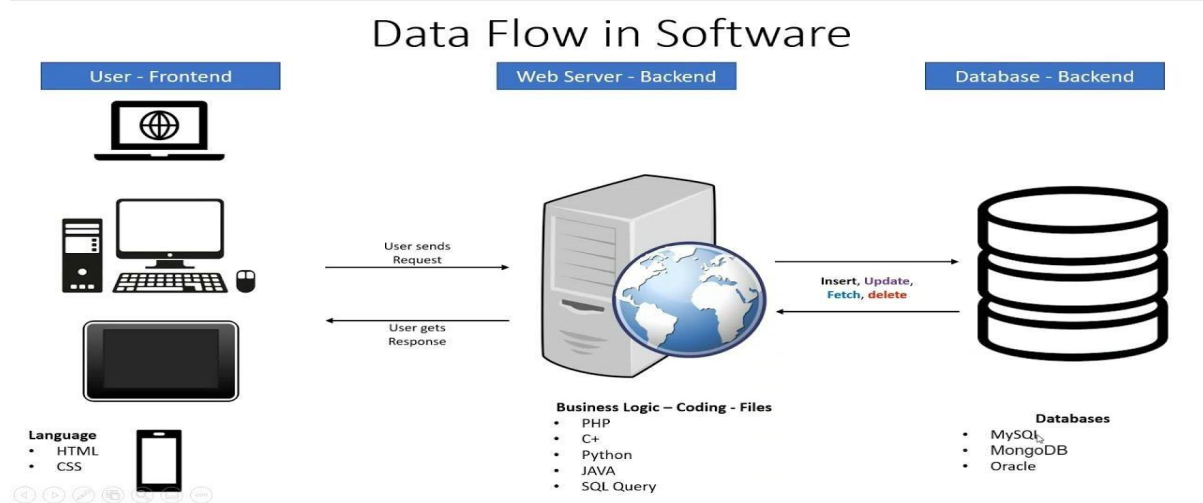 Data Flow in Software
User - Frontend
Web Server - Backend
Database - Backend
User sends
Request
User gets
Response
Insert, Update,
Fetch, delete
Language
• HTML
• CSS
Business Logic – Coding - Files
• PHP
• C+
• Python
• JAVA
• SQL Query
Databases
• MySQL
• MongoDB
• Oracle